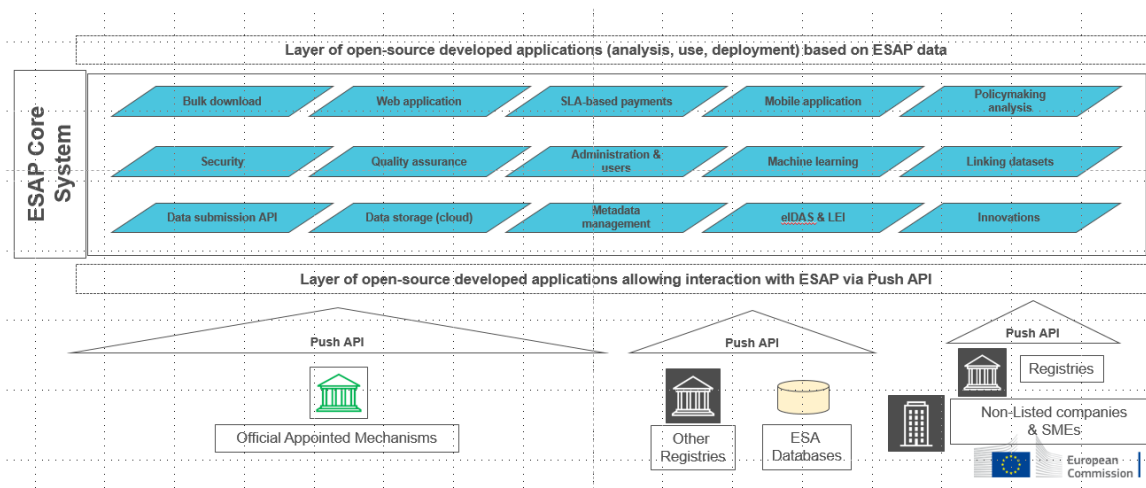 Layer of open-source developed applications (analysis, use, deployment) based on ESAP data
ESAP Core
System
Bulk download
Web application
SLA-based payments
Mobile application
Policymaking
analysis
Security
Quality assurance
Administration &
users
Machine learning
Linking datasets
Data submission API
Data storage (cloud)
Metadata
management
eIDAS & LEI
Innovations
Layer of open-source developed applications allowing interaction with ESAP via Push API
Push API
Push API
Push API
Official Appointed Mechanisms
Other
Registries
ESA
Databases
Registries
Non-Listed companies
& SMEs
European
Commission